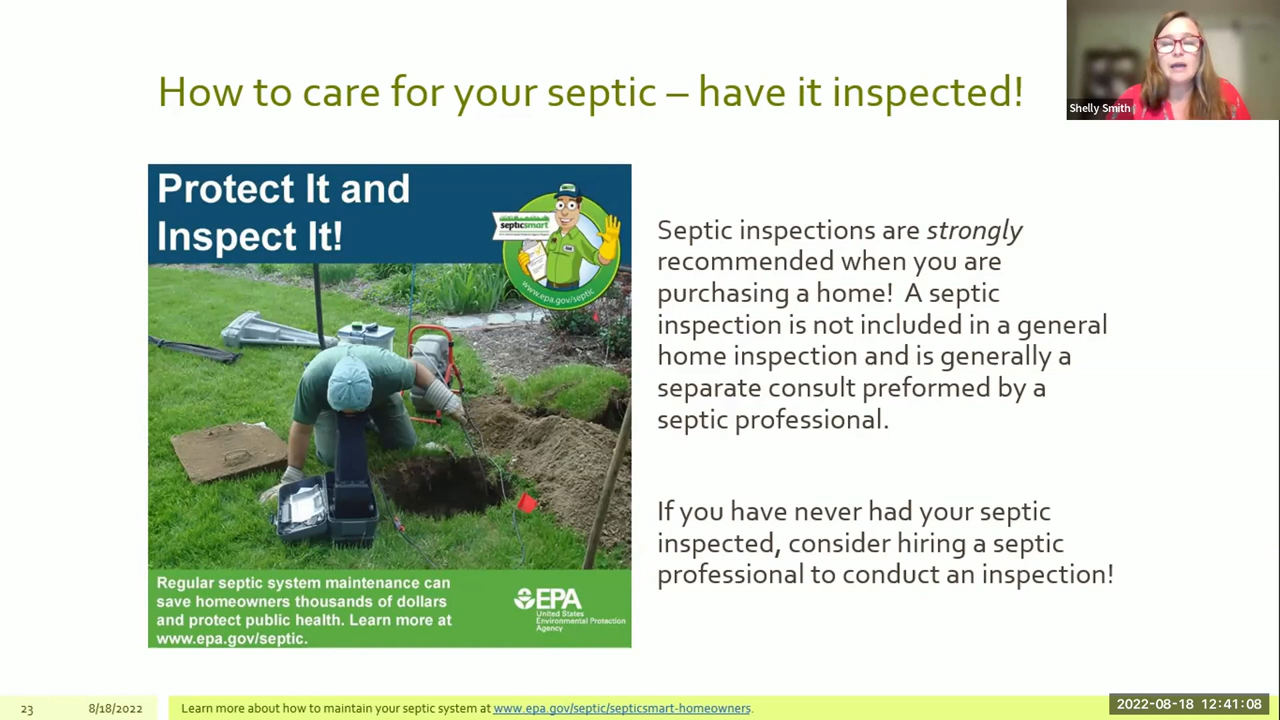 How to care for your septic – have it inspected!
Shelly Smith
Protect It and
Inspect It!
septicsmart
www.epa.gov/septic
Regular septic system maintenance can
save homeowners thousands of dollars
and protect public health. Learn more at
www.epa.gov/septic.
EPA
United States
Environmental Protection
Agency
Septic inspections are strongly
recommended when you are
purchasing a home! A septic
inspection is not included in a general
home inspection and is generally a
separate consult preformed by a
septic professional.
If you have never had your septic
inspected, consider hiring a septic
professional to conduct an inspection!
23
8/18/2022
Learn more about how to maintain your septic system at www.epa.gov/septic/septicsmart-homeowners.
2022-08-18 12:41:08